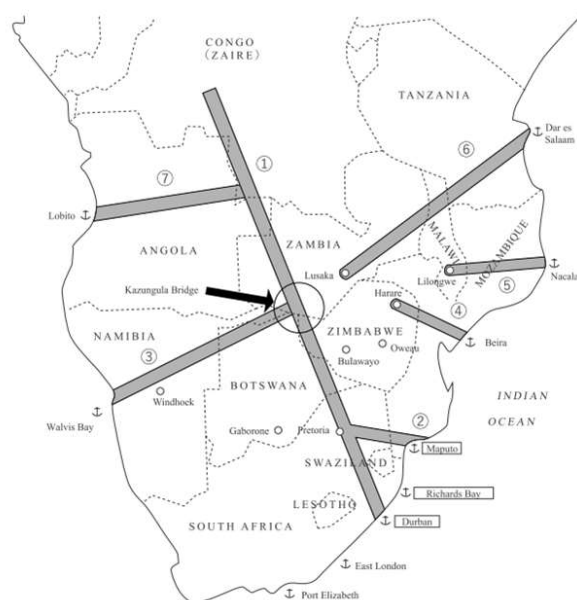 CONGO
(ZAIRE)
TANZANIA
Dar es
Salaam
⑥
①
⑦
Lobito
ANGOLA
ZAMBIA
MALAWI
MOZAMBIQUE
Lusaka
Lilongwe
Nacala
⑤
Kazungula Bridge
Harare
④
NAMIBIA
ZIMBABWE
Beira
③
Oweau
Bulawayo
BOTSWANA
Windhoek
INDIAN
OCEAN
Walvis Bay
②
Gaborone
Pretoria
Maputo
SWAZILAND
Richards Bay
LESOTHO
SOUTH AFRICA
Durban
East London
Port Elizabeth